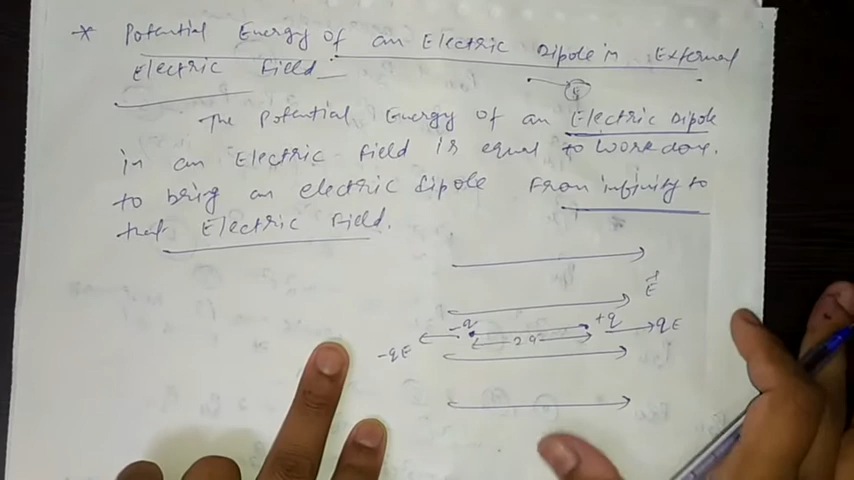 * Potential Energy of an Electric Dipole in External
Electric Field
E
The Potential Energy of an Electric Dipole
in an Electric Field is equal to work done.
to bring an electric dipole from infinity to
that Electric Field.
E
-q +q qE
-qE 2a